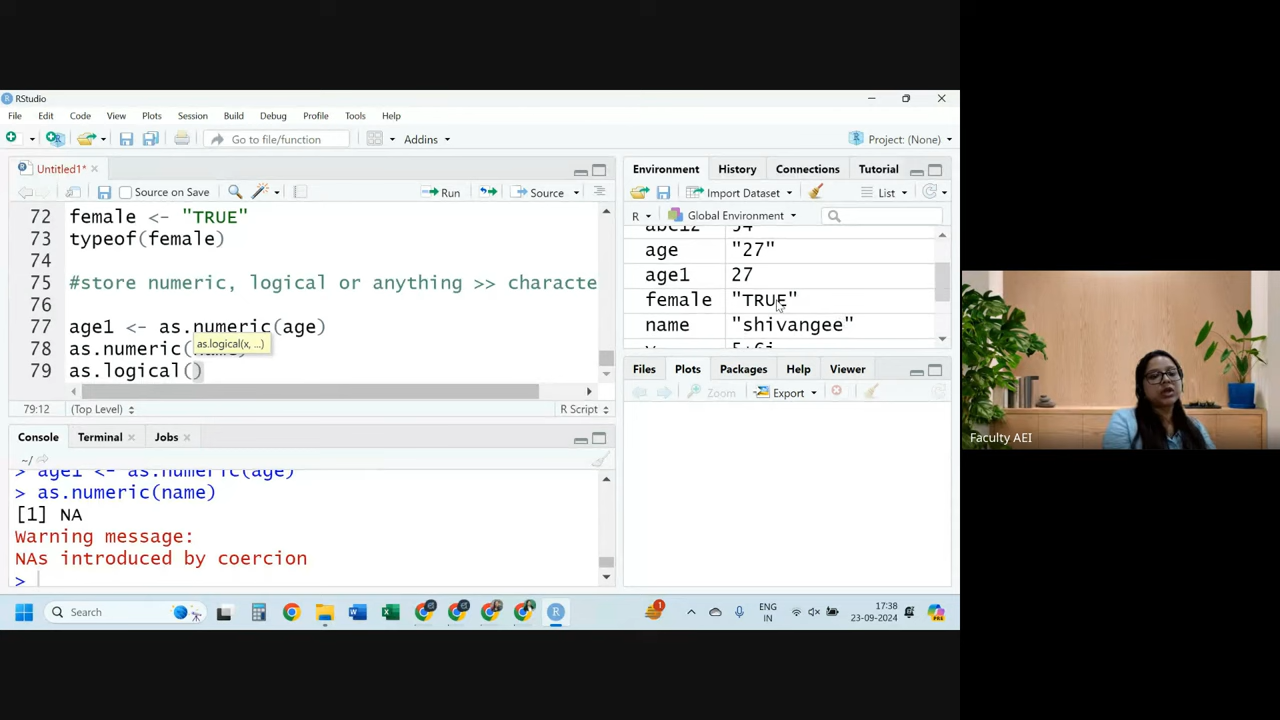 RStudio
File Edit Code View Plots Session Build Debug Profile Tools Help
Go to file/function Addins Project: (None)
Untitled1*
Source on Save Run Source
72 female <- "TRUE"
73 typeof(female)
74
75 #store numeric, logical or anything >> characte
76
77 age1 <- as.numeric(age)
as.logical(x, ...)
78 as.numeric(
79 as.logical()
79:12 (Top Level) R Script
Console Terminal Jobs
~/
> age1 <- as.numeric(age)
> as.numeric(name)
[1] NA
Warning message:
NAs introduced by coercion
>
Environment History Connections Tutorial
Import Dataset List
R Global Environment
age "27"
age1 27
female "TRUE"
name "shivangee"
Files Plots Packages Help Viewer
Zoom Export
Faculty AEI
Search
1
ENG
IN
17:38
23-09-2024